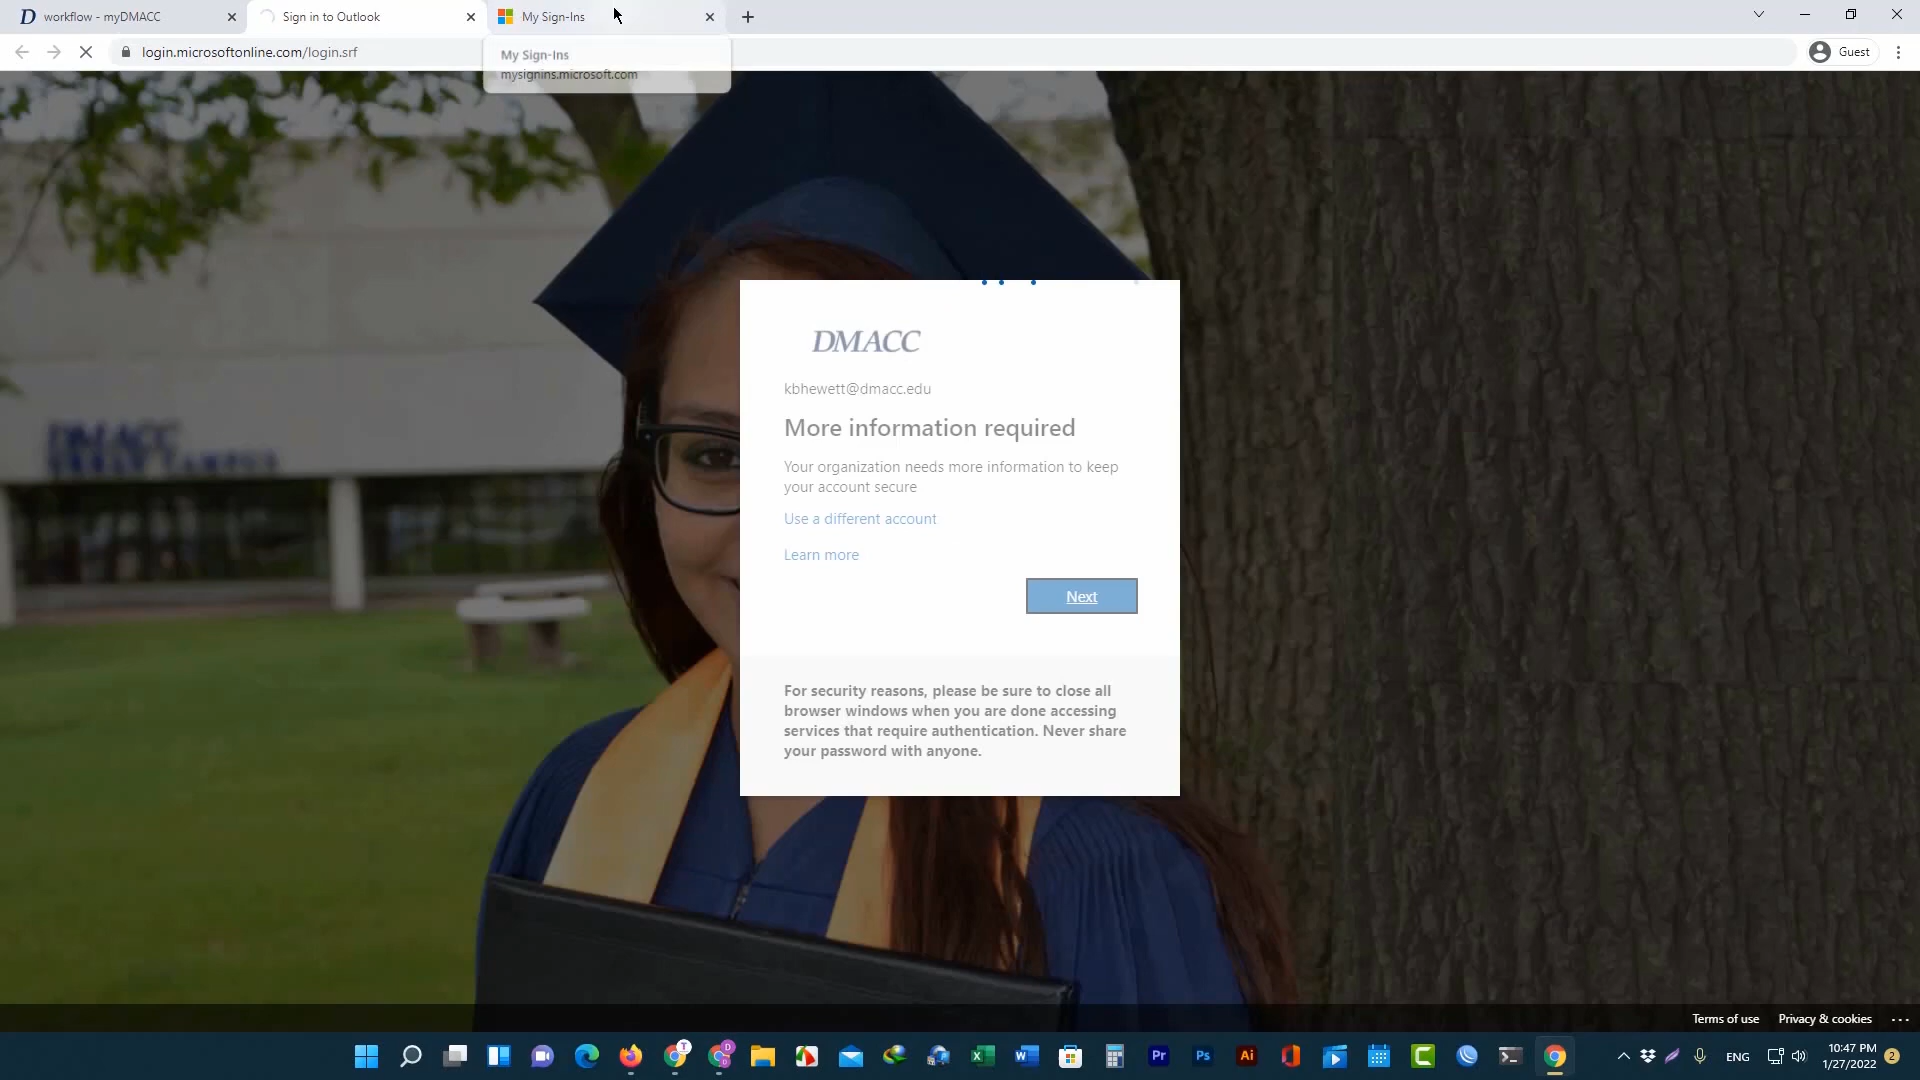 workflow - myDMACC
Sign in to Outlook
My Sign-Ins
login.microsoftonline.com/login.srf
Guest
My Sign-Ins
mysignins.microsoft.com
DMACC
DMACC
URBAN CAMPUS
kbhewett@dmacc.edu
More information required
Your organization needs more information to keep
your account secure
Use a different account
Learn more
Next
For security reasons, please be sure to close all
browser windows when you are done accessing
services that require authentication. Never share
your password with anyone.
Terms of use
Privacy & cookies
ENG
10:47 PM
1/27/2022
2